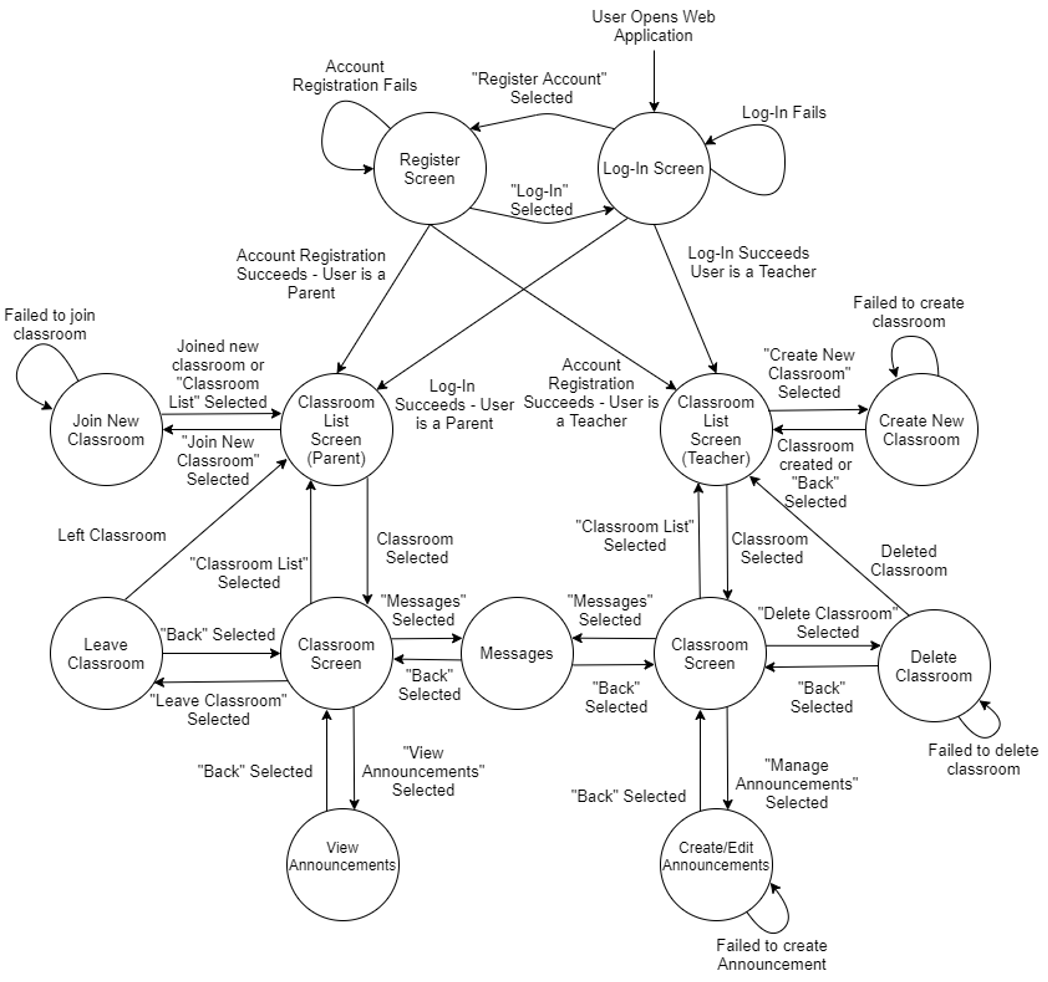 User Opens Web
Application
Account
Registration Fails
"Register Account"
Selected
Log-In Fails
Register
Screen
Log-In Screen
"Log-In"
Selected
Account Registration
Succeeds - User is a
Parent
Log-In Succeeds
User is a Teacher
Failed to join
classroom
Failed to create
classroom
Joined new
classroom or
"Classroom
List" Selected
Log-In
Succeeds - User
is a Parent
Account
Registration
Succeeds - User is
a Teacher
"Create New
Classroom"
Selected
Join New
Classroom
Classroom
List
Screen
(Parent)
Classroom
List
Screen
(Teacher)
Create New
Classroom
"Join New
Classroom"
Selected
Classroom
created or
"Back"
Selected
Left Classroom
"Classroom List"
Selected
Classroom
Selected
"Classroom List"
Selected
Classroom
Selected
Deleted
Classroom
"Messages"
Selected
"Messages"
Selected
"Delete Classroom"
Selected
Leave
Classroom
"Back" Selected
Classroom
Screen
Messages
Classroom
Screen
Delete
Classroom
"Leave Classroom"
Selected
"Back"
Selected
"Back"
Selected
"Back"
Selected
"Back" Selected
"View
Announcements"
Selected
"Back" Selected
"Manage
Announcements"
Selected
Failed to delete
classroom
View
Announcements
Create/Edit
Announcements
Failed to create
Announcement